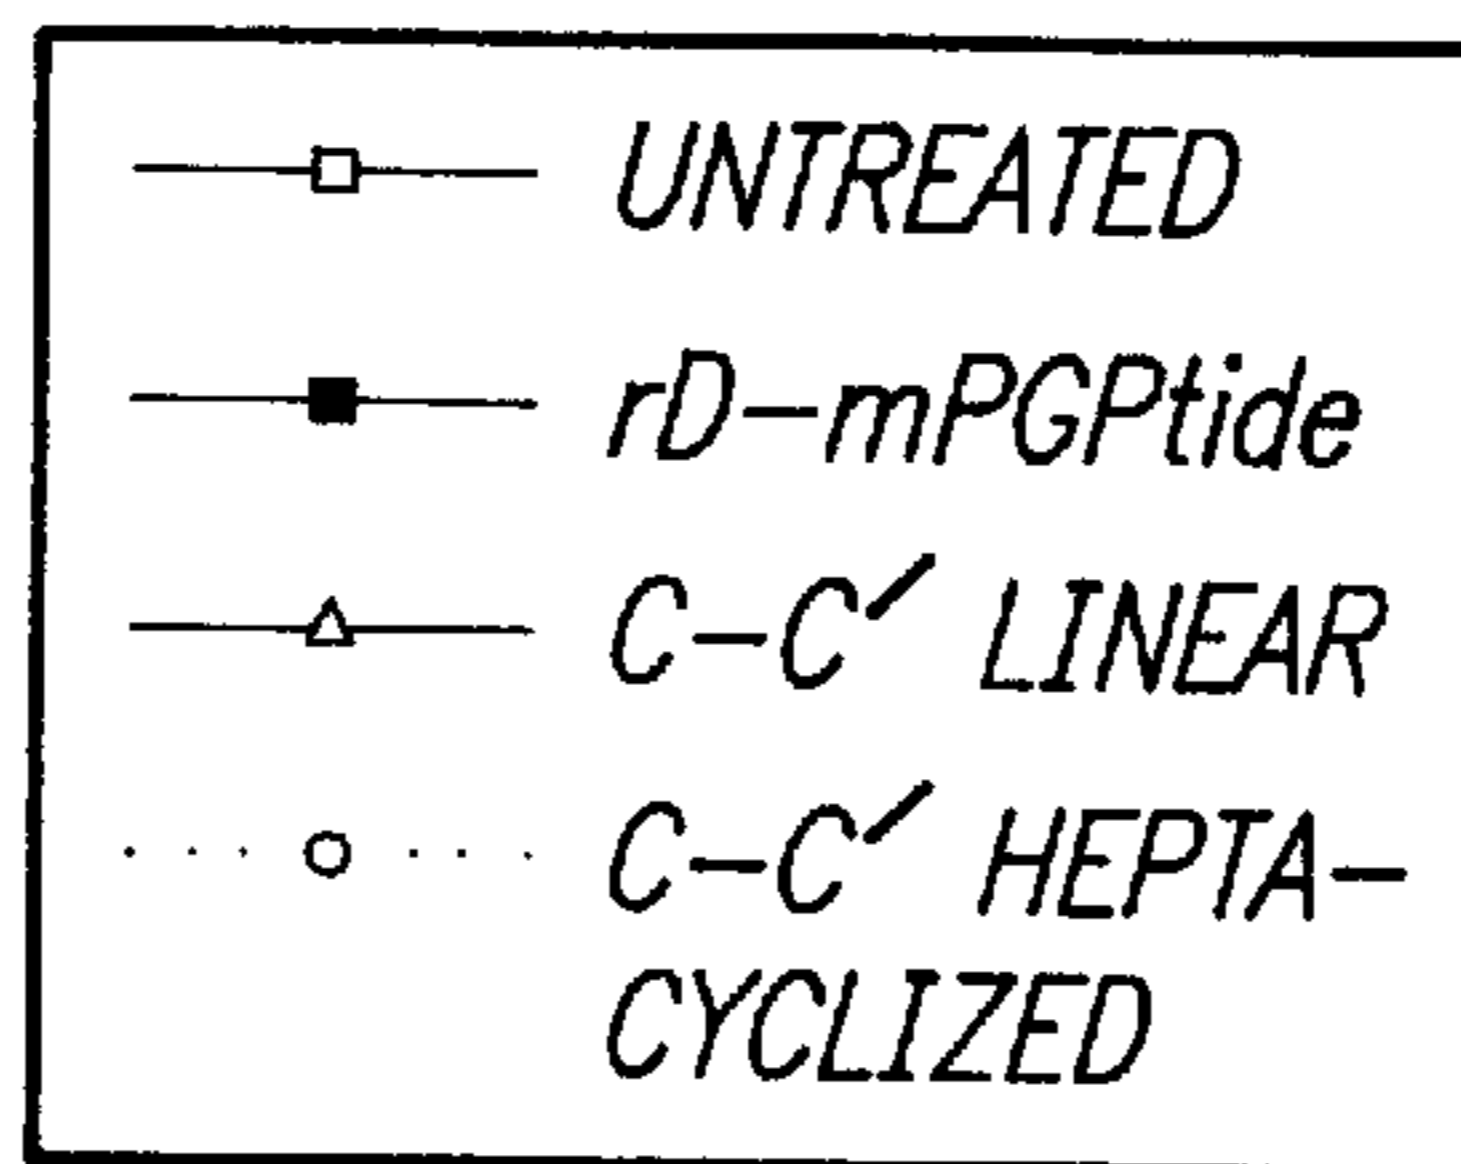 UNTREATED
rD-mPGPtide
C-C′ LINEAR
C-C′ HEPTA-
CYCLIZED